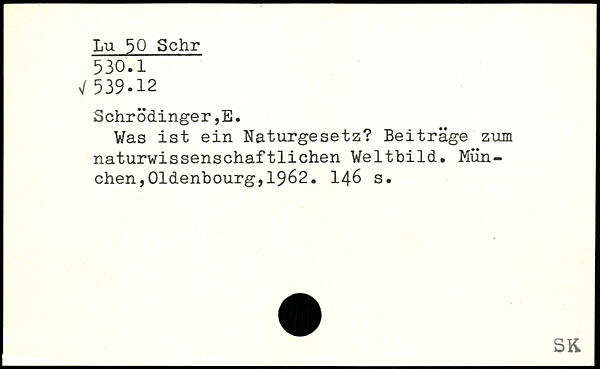 Lu 50 Schr
530.1
√ 539.12
Schrödinger,E.
Was ist ein Naturgesetz? Beiträge zum
naturwissenschaftlichen Weltbild. Mün-
chen,Oldenbourg,1962. 146 s.
SK